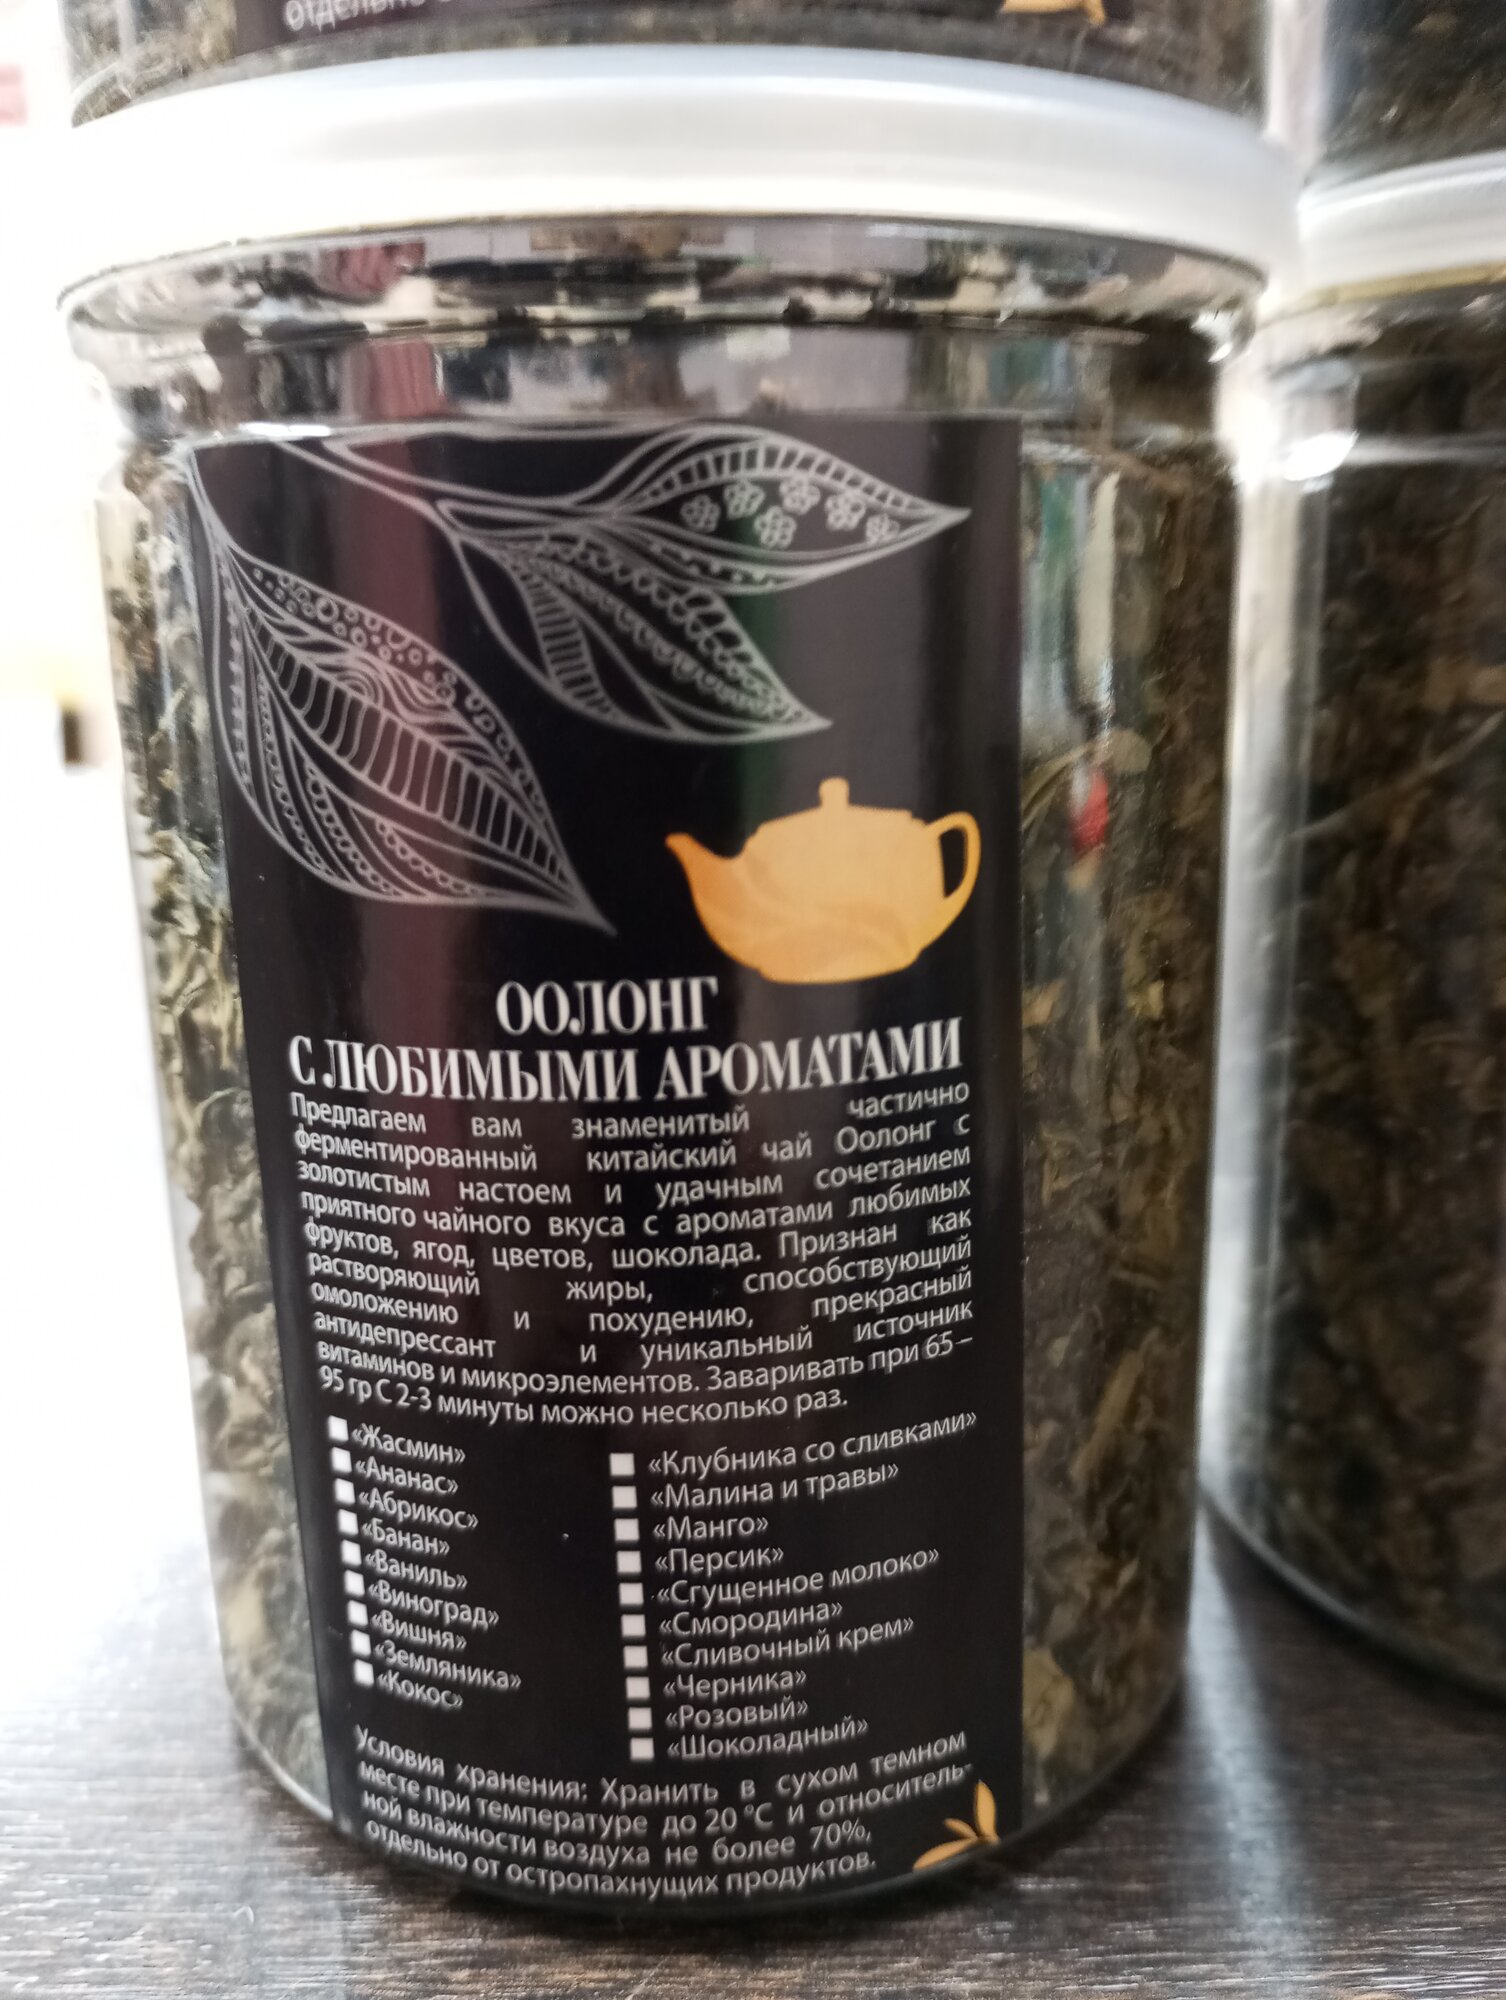 отдельно
ООЛОНГ
С ЛЮБИМЫМИ АРОМАТАМИ
Предлагаем вам знаменитый частично
ферментированный китайский чай Оолонг с
золотистым настоем и удачным сочетанием
приятного чайного вкуса с ароматами любимых
фруктов, ягод, цветов, шоколада. Признан как
растворяющий жиры, способствующий
омоложению и похудению, прекрасный
антидепрессант и уникальный источник
витаминов и микроэлементов. Заваривать при 65 –
95 гр С 2-3 минуты можно несколько раз.
«Жасмин»
«Ананас»
«Абрикос»
«Банан»
«Ваниль»
«Виноград»
«Вишня»
«Земляника»
«Кокос»
«Клубника со сливками»
«Малина и травы»
«Манго»
«Персик»
«Сгущенное молоко»
«Смородина»
«Сливочный крем»
«Черника»
«Розовый»
«Шоколадный»
Условия хранения: Хранить в сухом темном
месте при температуре до 20 °С и относитель-
ной влажности воздуха не более 70%,
отдельно от остропахнущих продуктов.